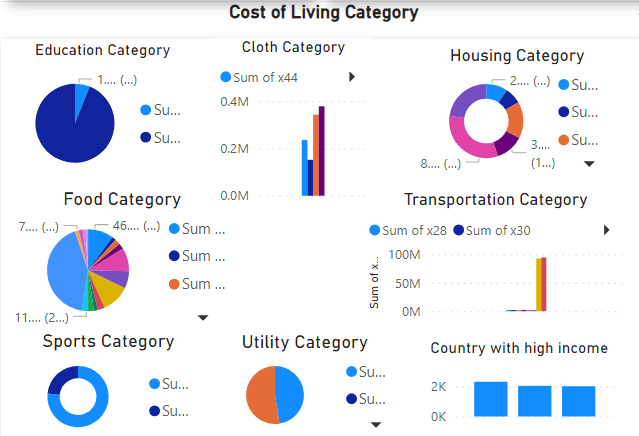 Cost of Living Category
Education Category
1.... (...)
Su...
Su...
Cloth Category
Sum of x44
0.4M
0.2M
0.0M
Housing Category
2.... (...)
Su...
Su...
Su...
3....
(1...)
8.... (...)
Food Category
7.... (...)
46.... (...)
Sum ...
Sum ...
Sum ...
11.... (2...)
Transportation Category
Sum of x28 Sum of x30
Sum of x...
100M
50M
0M
Sports Category
Su...
Su...
Utility Category
Su...
Su...
Country with high income
2K
0K